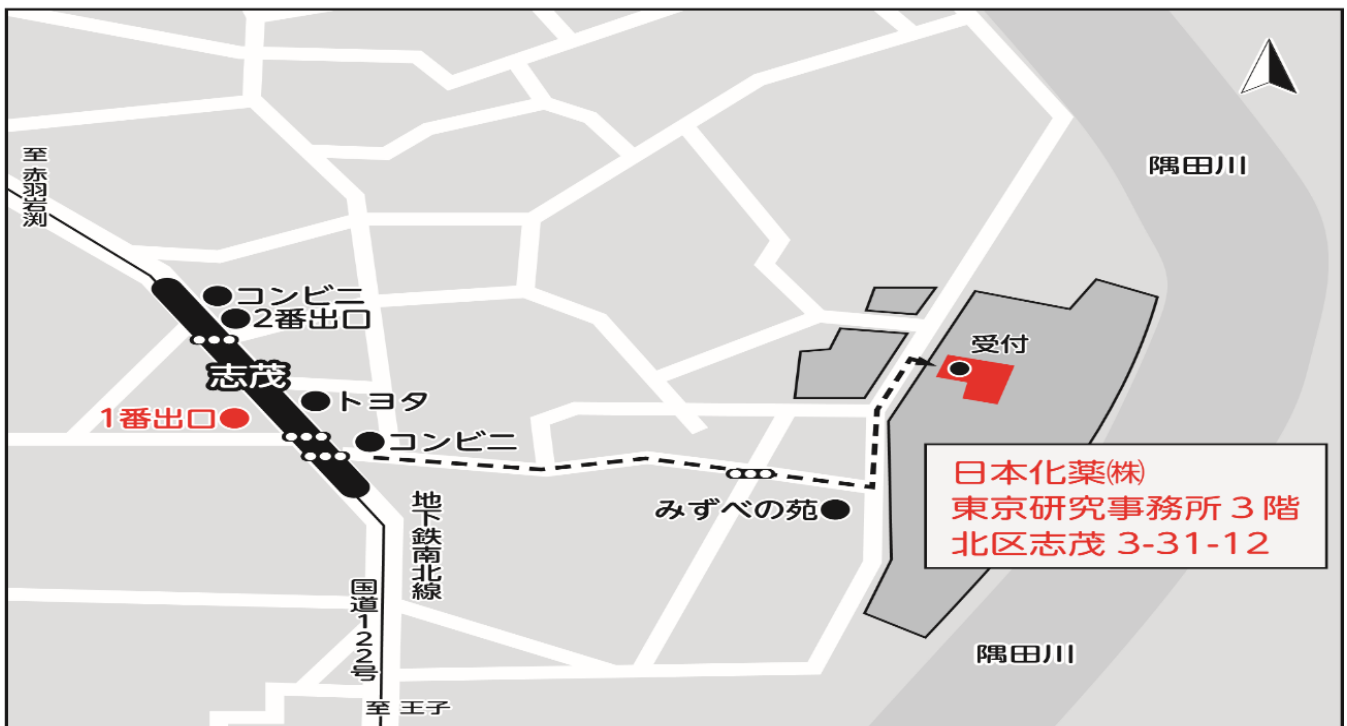 至 赤羽岩渕
隅田川
コンビニ
2番出口
志茂
受付
トヨタ
1番出口
コンビニ
日本化薬㈱
東京研究事務所3階
北区志茂 3-31-12
みずべの苑
地下鉄南北線
国道122号
隅田川
至 王子